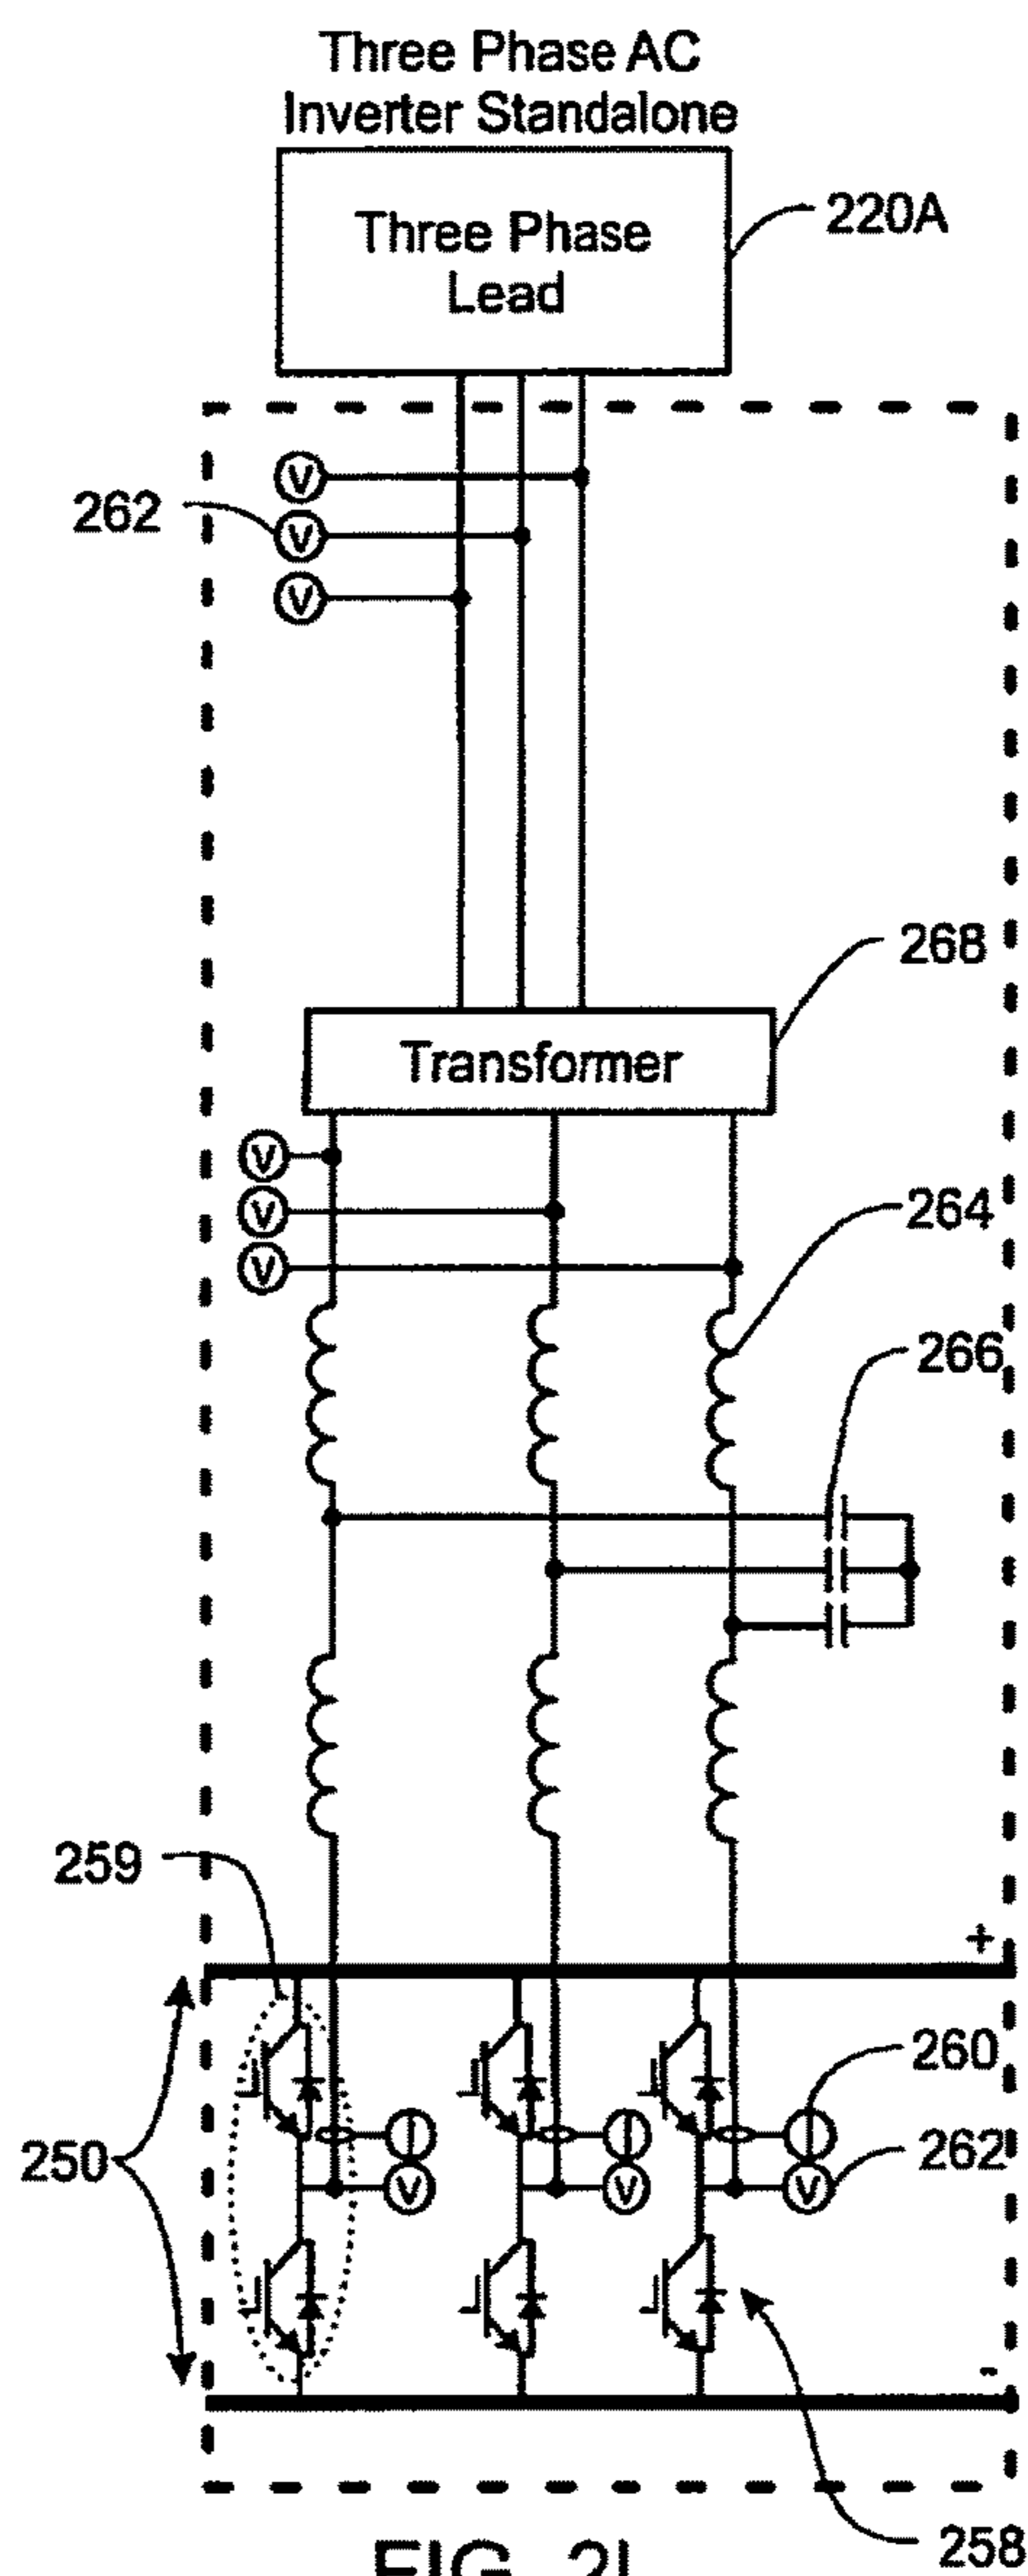 Three Phase AC
Inverter Standalone
Three Phase
Lead
220A
V
262
V
V
268
Transformer
V
V
V
264
266
259
+
260
250
I
I
I
V
V
V
262
-
258